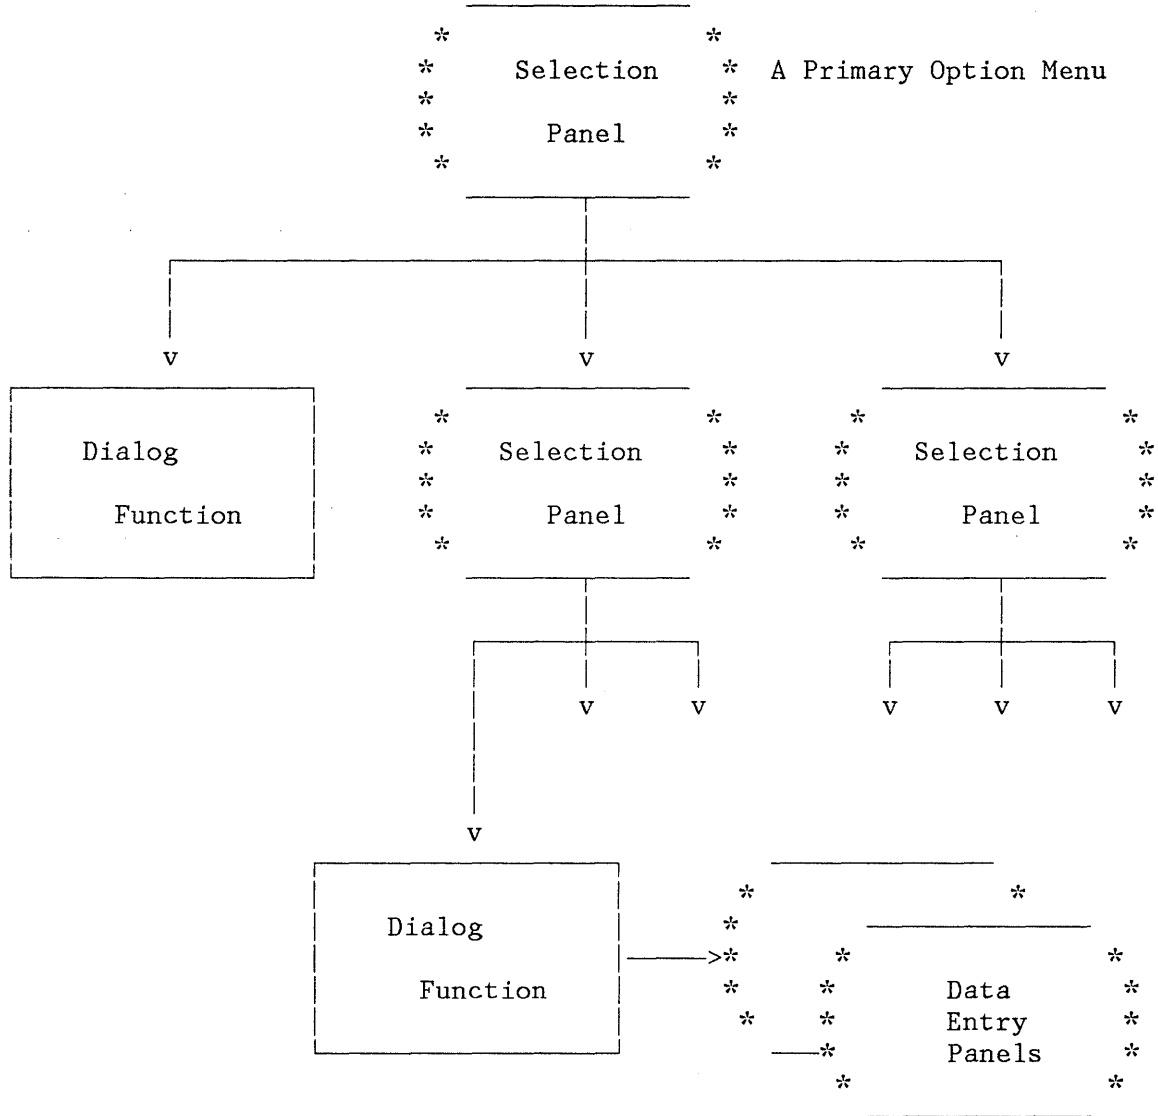 Selection A Primary Option Menu
Panel
v v v
Dialog Selection Selection
Function Panel Panel
v v v v v
v
Dialog
Function
Data
Entry
Panels